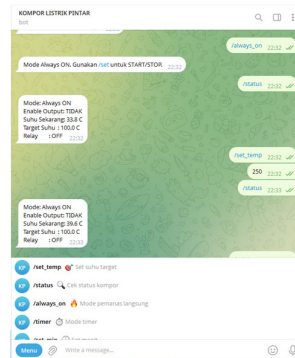 KOMPOR LISTRIK PINTAR
bot
/always_on 22:32
Mode Always ON. Gunakan /set untuk START/STOP. 22:32
/status 22:32
Mode: Always ON
Enable Output: TIDAK
Suhu Sekarang: 33.8 C
Target Suhu : 100.0 C
Relay : OFF 22:32
/set_temp 22:32
250 22:32
/status 22:33
Mode: Always ON
Enable Output: TIDAK
Suhu Sekarang: 39.6 C
Target Suhu : 100.0 C
Relay : OFF 22:33
KP /set_temp 🎯 Set suhu target
KP /status 🔍 Cek status kompor
KP /always_on 🔥 Mode pemanas langsung
KP /timer ⏱ Mode timer
Menu Write a message...